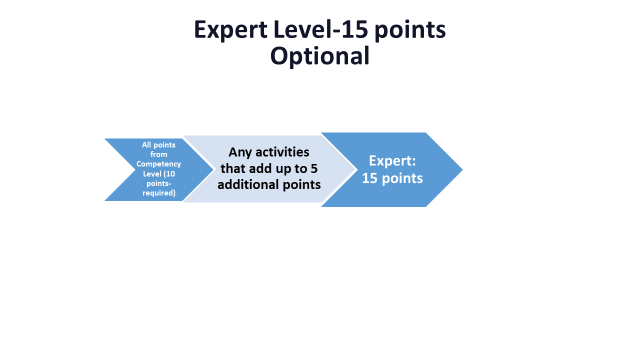 Expert Level-15 points
Optional
All points
from
Competency
Level (10
points-
required)
Any activities
that add up to 5
additional points
Expert:
15 points